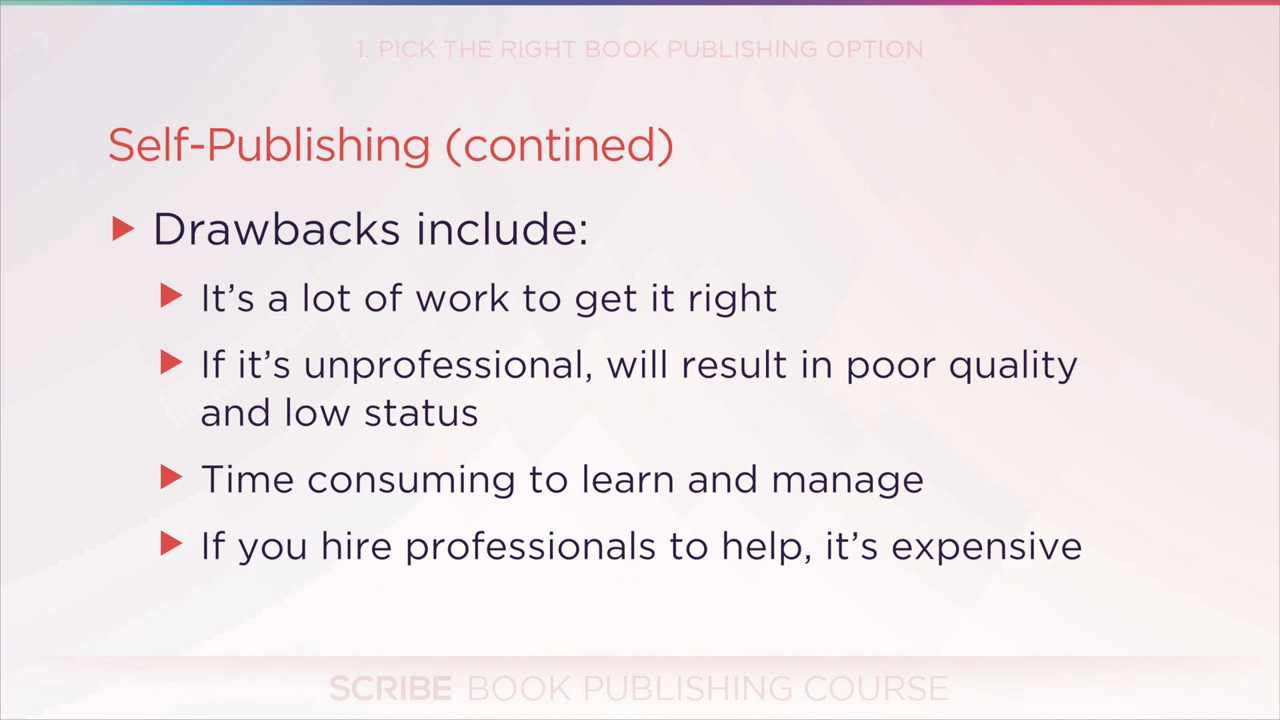 1. PICK THE RIGHT BOOK PUBLISHING OPTION
Self-Publishing (contined)
Drawbacks include:
It’s a lot of work to get it right
If it’s unprofessional, will result in poor quality
and low status
Time consuming to learn and manage
If you hire professionals to help, it’s expensive
SCRIBE BOOK PUBLISHING COURSE